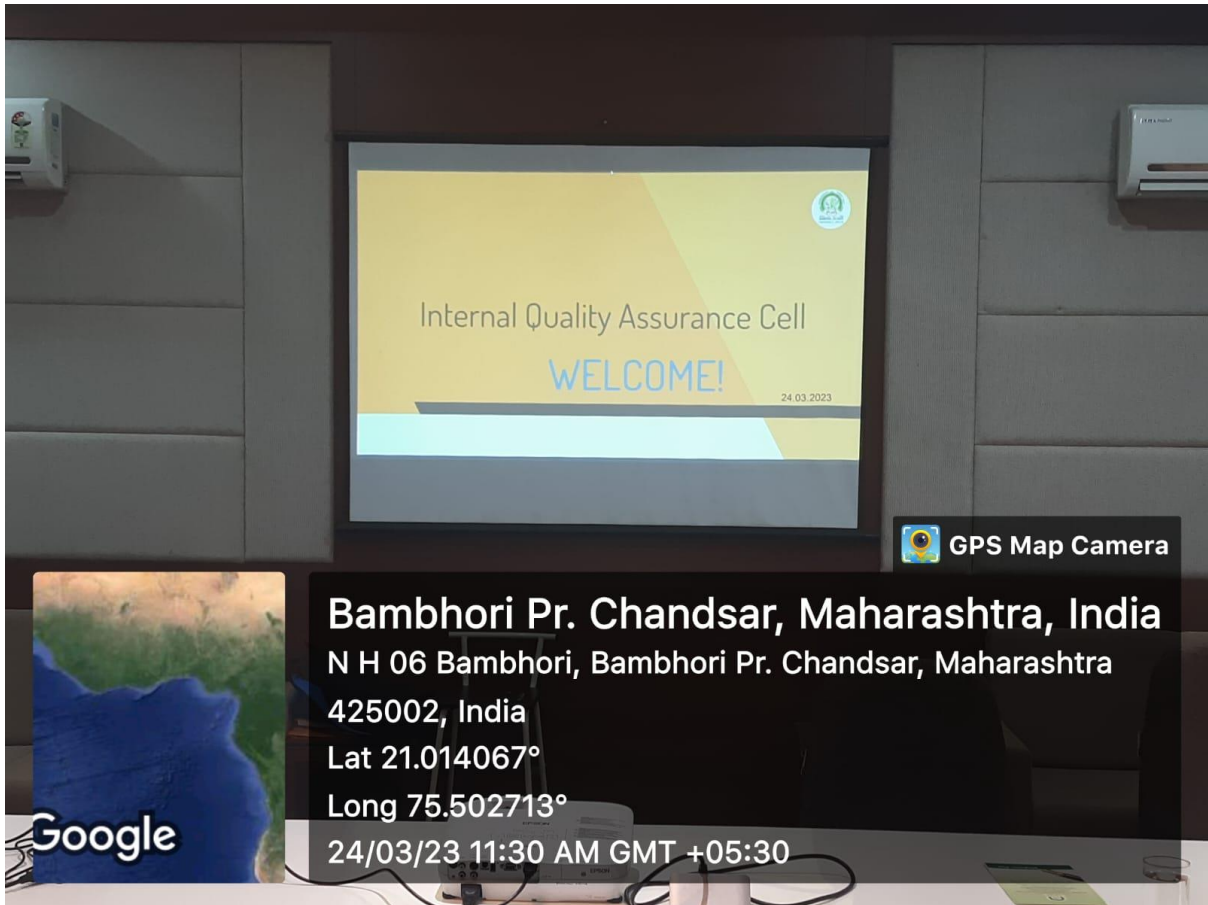 Internal Quality Assurance Cell
WELCOME!
24.03.2023
GPS Map Camera
Bambhori Pr. Chandsar, Maharashtra, India
N H 06 Bambhori, Bambhori Pr. Chandsar, Maharashtra
425002, India
Lat 21.014067°
Long 75.502713°
24/03/23 11:30 AM GMT +05:30
Google
EPSON